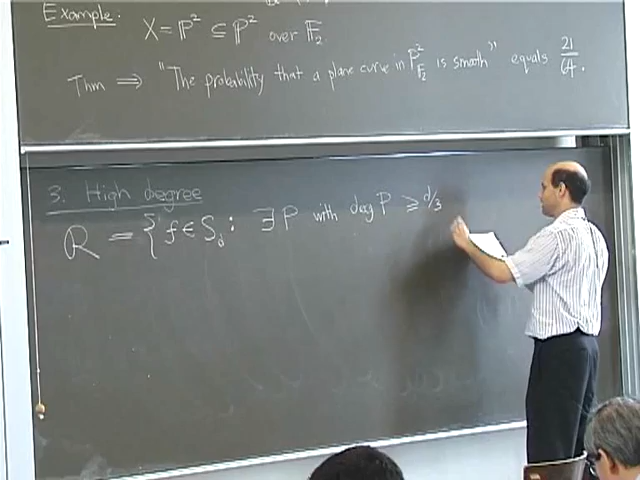 Example:
X = P² ⊆ P² over F₂
Thm ⟹ "The probability that a plane curve in P²_F₂ is smooth" equals 21/64.
3. High degree
R = { f ∈ S_d : ∃ P with deg P ≥ d/3